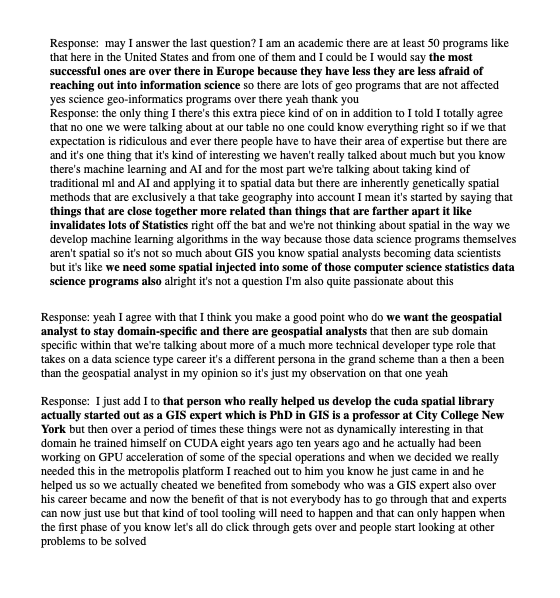 Response:  may I answer the last question? I am an academic there are at least 50 programs like
that here in the United States and from one of them and I could be I would say the most
successful ones are over there in Europe because they have less they are less afraid of
reaching out into information science so there are lots of geo programs that are not affected
yes science geo-informatics programs over there yeah thank you
Response: the only thing I there's this extra piece kind of on in addition to I told I totally agree
that no one we were talking about at our table no one could know everything right so if we that
expectation is ridiculous and ever there people have to have their area of expertise but there are
and it's one thing that it's kind of interesting we haven't really talked about much but you know
there's machine learning and AI and for the most part we're talking about taking kind of
traditional ml and AI and applying it to spatial data but there are inherently genetically spatial
methods that are exclusively a that take geography into account I mean it's started by saying that
things that are close together more related than things that are farther apart it like
invalidates lots of Statistics right off the bat and we're not thinking about spatial in the way we
develop machine learning algorithms in the way because those data science programs themselves
aren't spatial so it's not so much about GIS you know spatial analysts becoming data scientists
but it's like we need some spatial injected into some of those computer science statistics data
science programs also alright it's not a question I'm also quite passionate about this
Response: yeah I agree with that I think you make a good point who do we want the geospatial
analyst to stay domain-specific and there are geospatial analysts that then are sub domain
specific within that we're talking about more of a much more technical developer type role that
takes on a data science type career it's a different persona in the grand scheme than a then a been
than the geospatial analyst in my opinion so it's just my observation on that one yeah
Response:  I just add I to that person who really helped us develop the cuda spatial library
actually started out as a GIS expert which is PhD in GIS is a professor at City College New
York but then over a period of times these things were not as dynamically interesting in that
domain he trained himself on CUDA eight years ago ten years ago and he actually had been
working on GPU acceleration of some of the special operations and when we decided we really
needed this in the metropolis platform I reached out to him you know he just came in and he
helped us so we actually cheated we benefited from somebody who was a GIS expert also over
his career became and now the benefit of that is not everybody has to go through that and experts
can now just use but that kind of tool tooling will need to happen and that can only happen when
the first phase of you know let's all do click through gets over and people start looking at other
problems to be solved